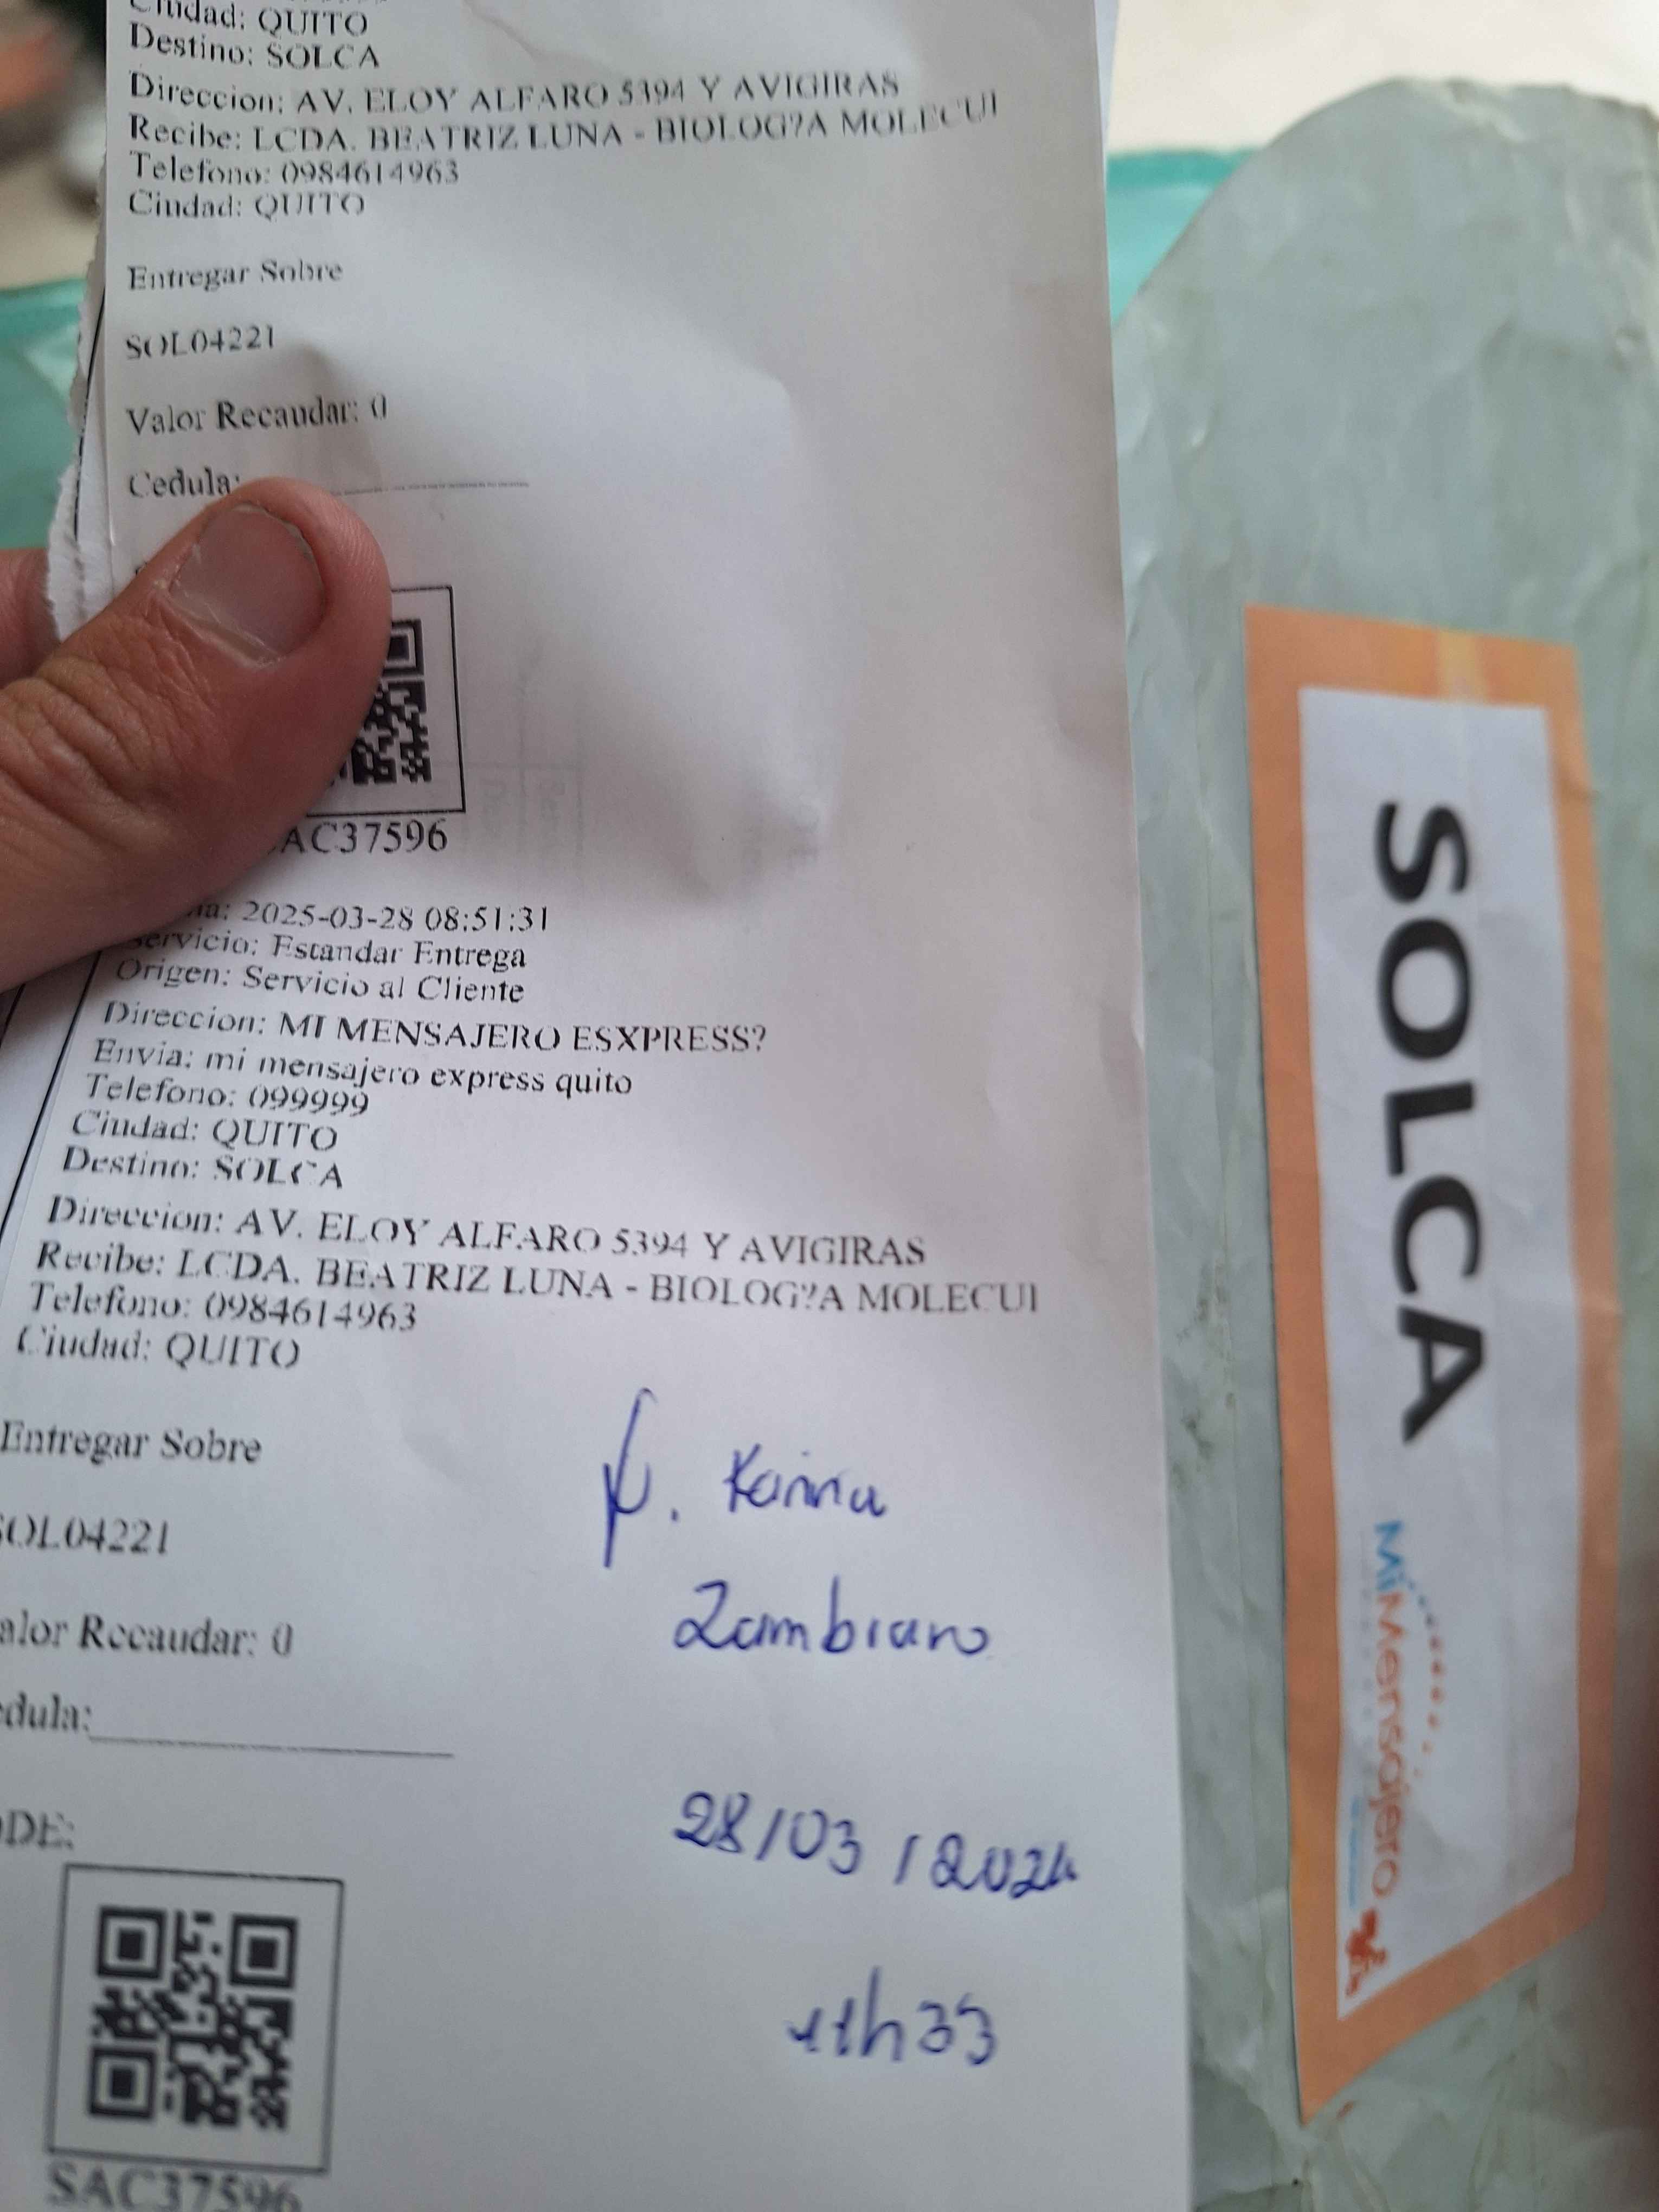 Ciudad: QUITO
Destino: SOLCA
Direccion: AV. ELOY ALFARO 5394 Y AVIGIRAS
Recibe: LCDA. BEATRIZ LUNA - BIOLOG?A MOLECUI
Telefono: 0984614963
Ciudad: QUITO
Entregar Sobre
SOL04221
Valor Recaudar: 0
Cedula:
AC37596
ha: 2025-03-28 08:51:31
Servicio: Estandar Entrega
Origen: Servicio al Cliente
Direccion: MI MENSAJERO ESXPRESS?
Envia: mi mensajero express quito
Telefono: 099999
Ciudad: QUITO
Destino: SOLCA
Direccion: AV. ELOY ALFARO 5394 Y AVIGIRAS
Recibe: LCDA. BEATRIZ LUNA - BIOLOG?A MOLECUI
Telefono: 0984614963
Ciudad: QUITO
Entregar Sobre
SOL04221
alor Recaudar: 0
edula:
ODE:
SAC37596
Zambrano
28/03/2024
11h33
SOLCA
MiMensajero